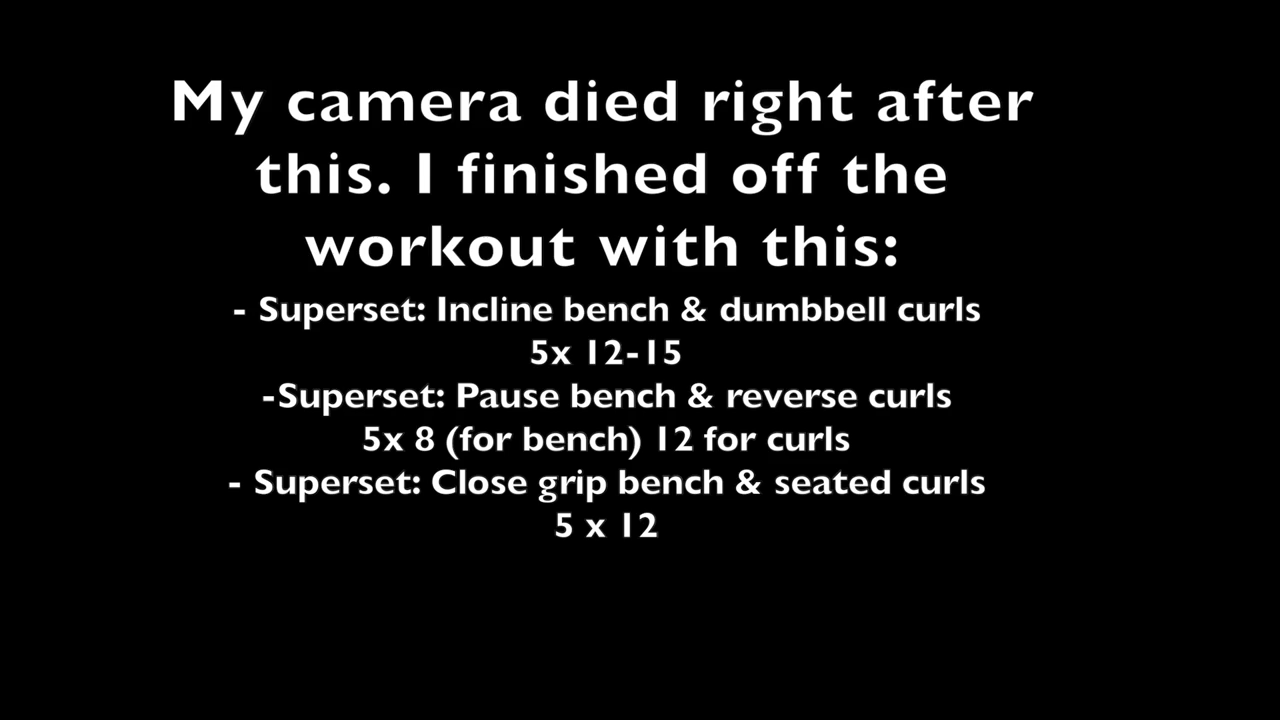 My camera died right after
this. I finished off the
workout with this:
- Superset: Incline bench & dumbbell curls
5x 12-15
-Superset: Pause bench & reverse curls
5x 8 (for bench) 12 for curls
- Superset: Close grip bench & seated curls
5 x 12